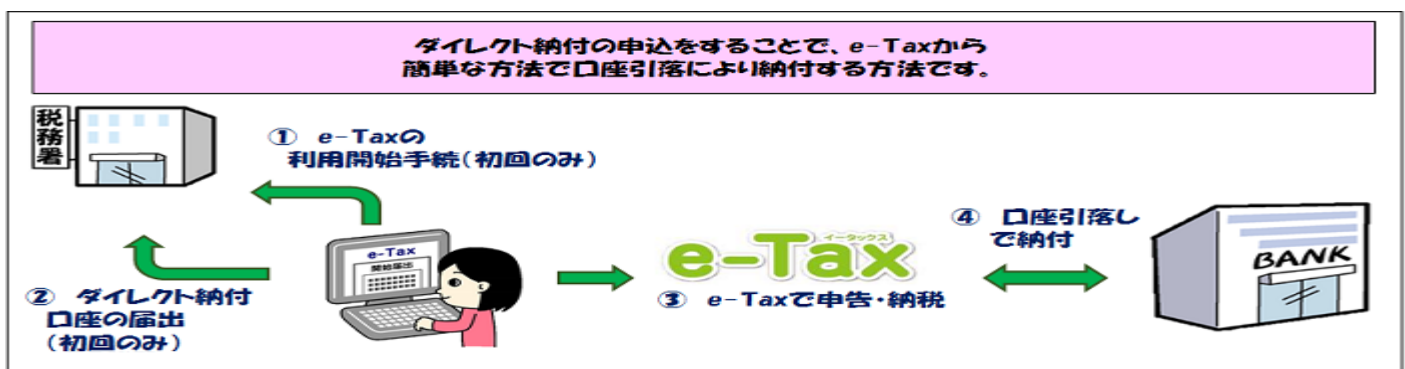 ダイレクト納付の申込をすることで、e-Taxから
簡単な方法で口座引落により納付する方法です。
税務署
① e-Taxの
利用開始手続(初回のみ)
② ダイレクト納付
口座の届出
(初回のみ)
e-Tax
開始届出
イータックス
e-Tax
③ e-Taxで申告・納税
④ 口座引落し
で納付
BANK